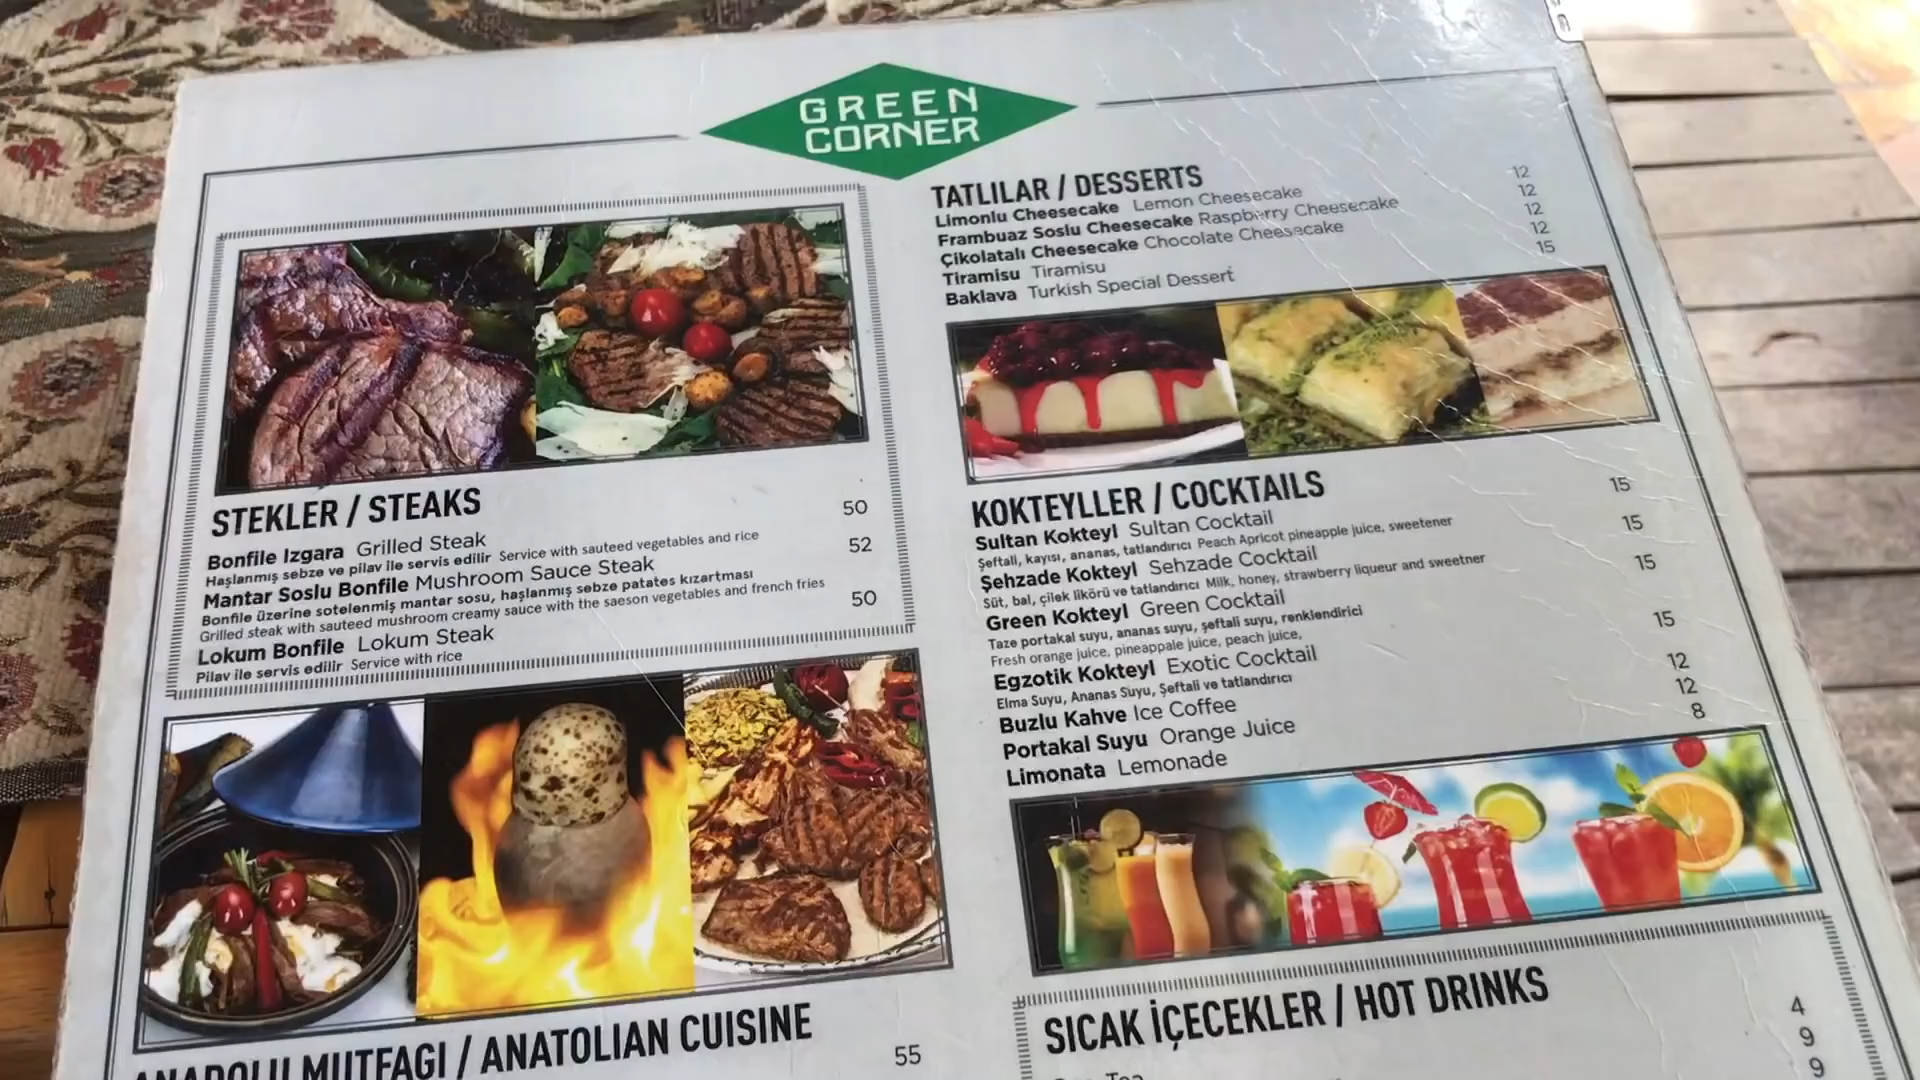 GREEN
CORNER
STEKLER / STEAKS
Bonfile Izgara Grilled Steak 50
Haşlanmış sebze ve pilav ile servis edilir Service with sauteed vegetables and rice
Mantar Soslu Bonfile Mushroom Sauce Steak 52
Bonfile üzerine sotelenmiş mantar sosu, haşlanmış sebze patates kızartması
Grilled steak with sauteed mushroom creamy sauce with the saeson vegetables and french fries
Lokum Bonfile Lokum Steak 50
Pilav ile servis edilir Service with rice
ANADOLU MUTFAGI / ANATOLIAN CUISINE
55
TATLILAR / DESSERTS
Limonlu Cheesecake Lemon Cheesecake 12
Frambuaz Soslu Cheesecake Raspberry Cheesecake 12
Çikolatalı Cheesecake Chocolate Cheesecake 12
Tiramisu Tiramisu 12
Baklava Turkish Special Dessert 15
KOKTEYLLER / COCKTAILS
Sultan Kokteyl Sultan Cocktail 15
Şeftali, kayısı, ananas, tatlandırıcı Peach Apricot pineapple juice, sweetener
Şehzade Kokteyl Sehzade Cocktail 15
Süt, bal, çilek likörü ve tatlandırıcı Milk, honey, strawberry liqueur and sweetner
Green Kokteyl Green Cocktail 15
Taze portakal suyu, ananas suyu, şeftali suyu, renklendirici
Fresh orange juice, pineappale juice, peach juice,
Egzotik Kokteyl Exotic Cocktail 15
Elma Suyu, Ananas Suyu, Şeftali ve tatlandırıcı
Buzlu Kahve Ice Coffee 12
Portakal Suyu Orange Juice 12
Limonata Lemonade 8
SICAK İÇECEKLER / HOT DRINKS
4
9
9